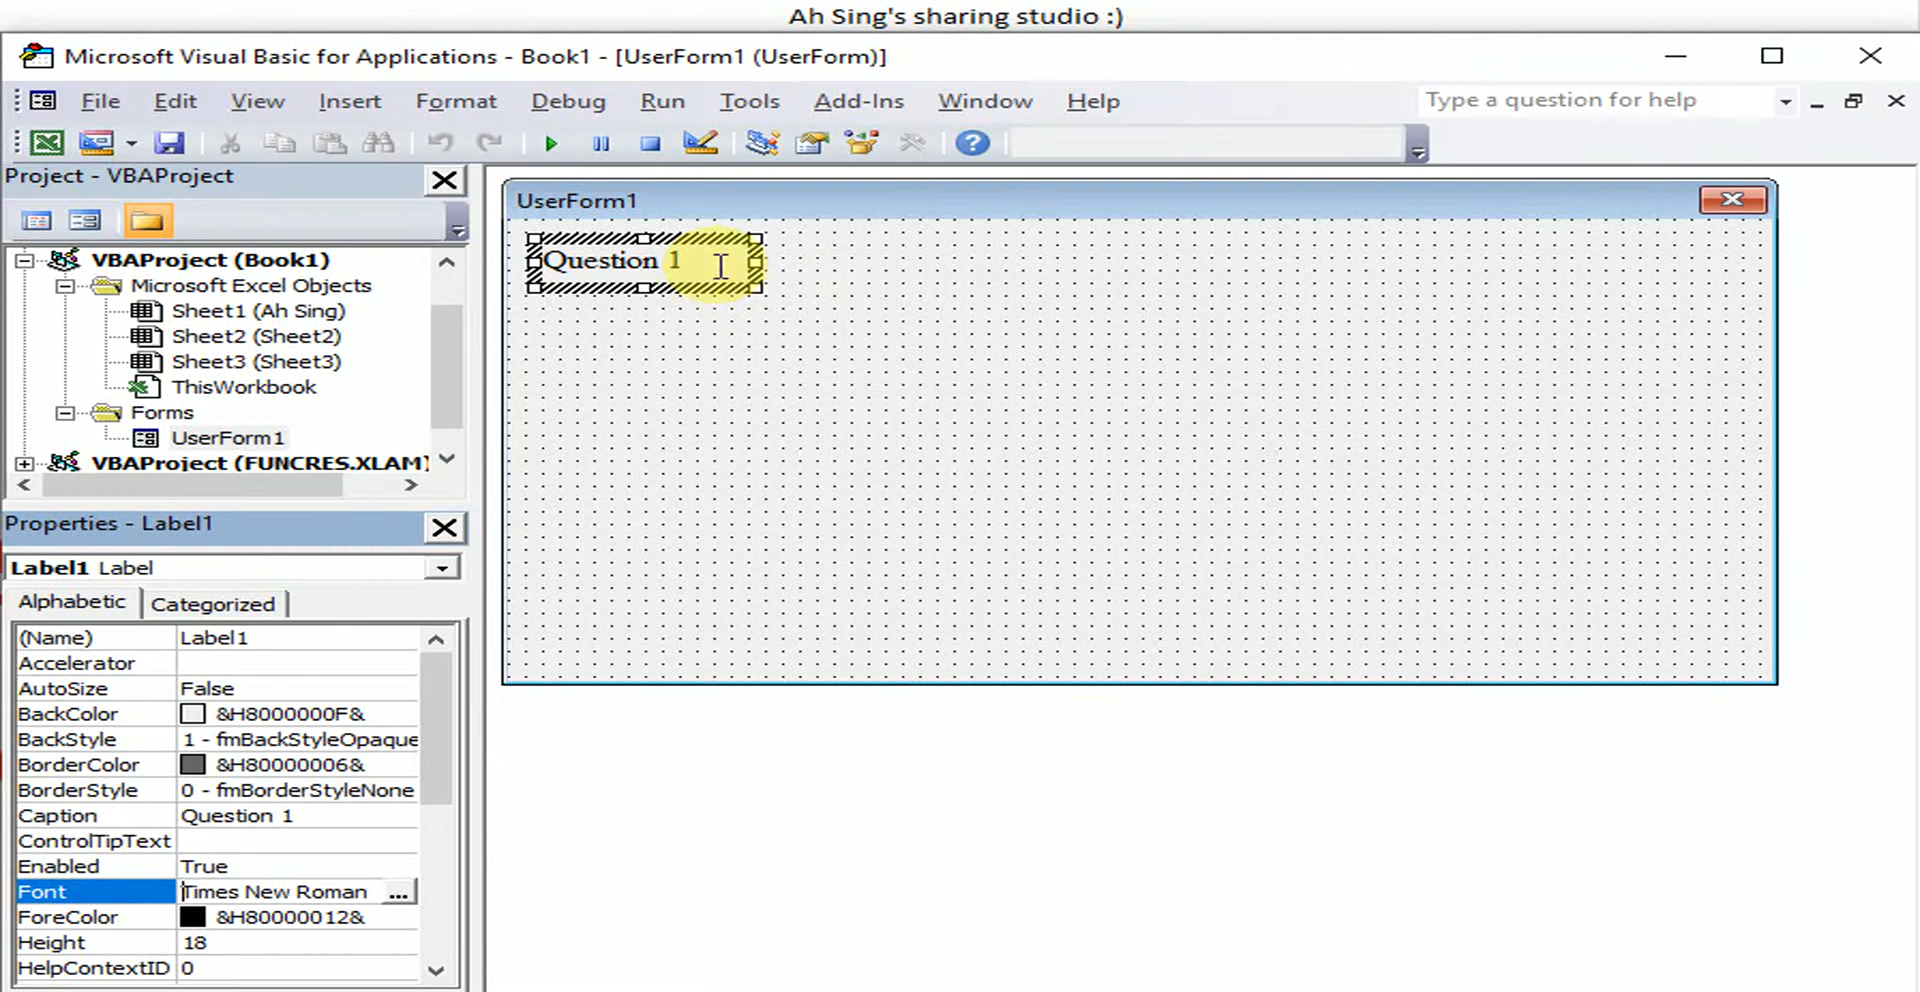 Ah Sing's sharing studio :)
Microsoft Visual Basic for Applications - Book1 - [UserForm1 (UserForm)]
File Edit View Insert Format Debug Run Tools Add-Ins Window Help Type a question for help
Project - VBAProject
VBAProject (Book1)
Microsoft Excel Objects
Sheet1 (Ah Sing)
Sheet2 (Sheet2)
Sheet3 (Sheet3)
ThisWorkbook
Forms
UserForm1
VBAProject (FUNCRES.XLAM)
Properties - Label1
Label1 Label
Alphabetic Categorized
(Name) Label1
Accelerator
AutoSize False
BackColor &H8000000F&
BackStyle 1 - fmBackStyleOpaque
BorderColor &H80000006&
BorderStyle 0 - fmBorderStyleNone
Caption Question 1
ControlTipText
Enabled True
Font Times New Roman ...
ForeColor &H80000012&
Height 18
HelpContextID 0
UserForm1
Question 1